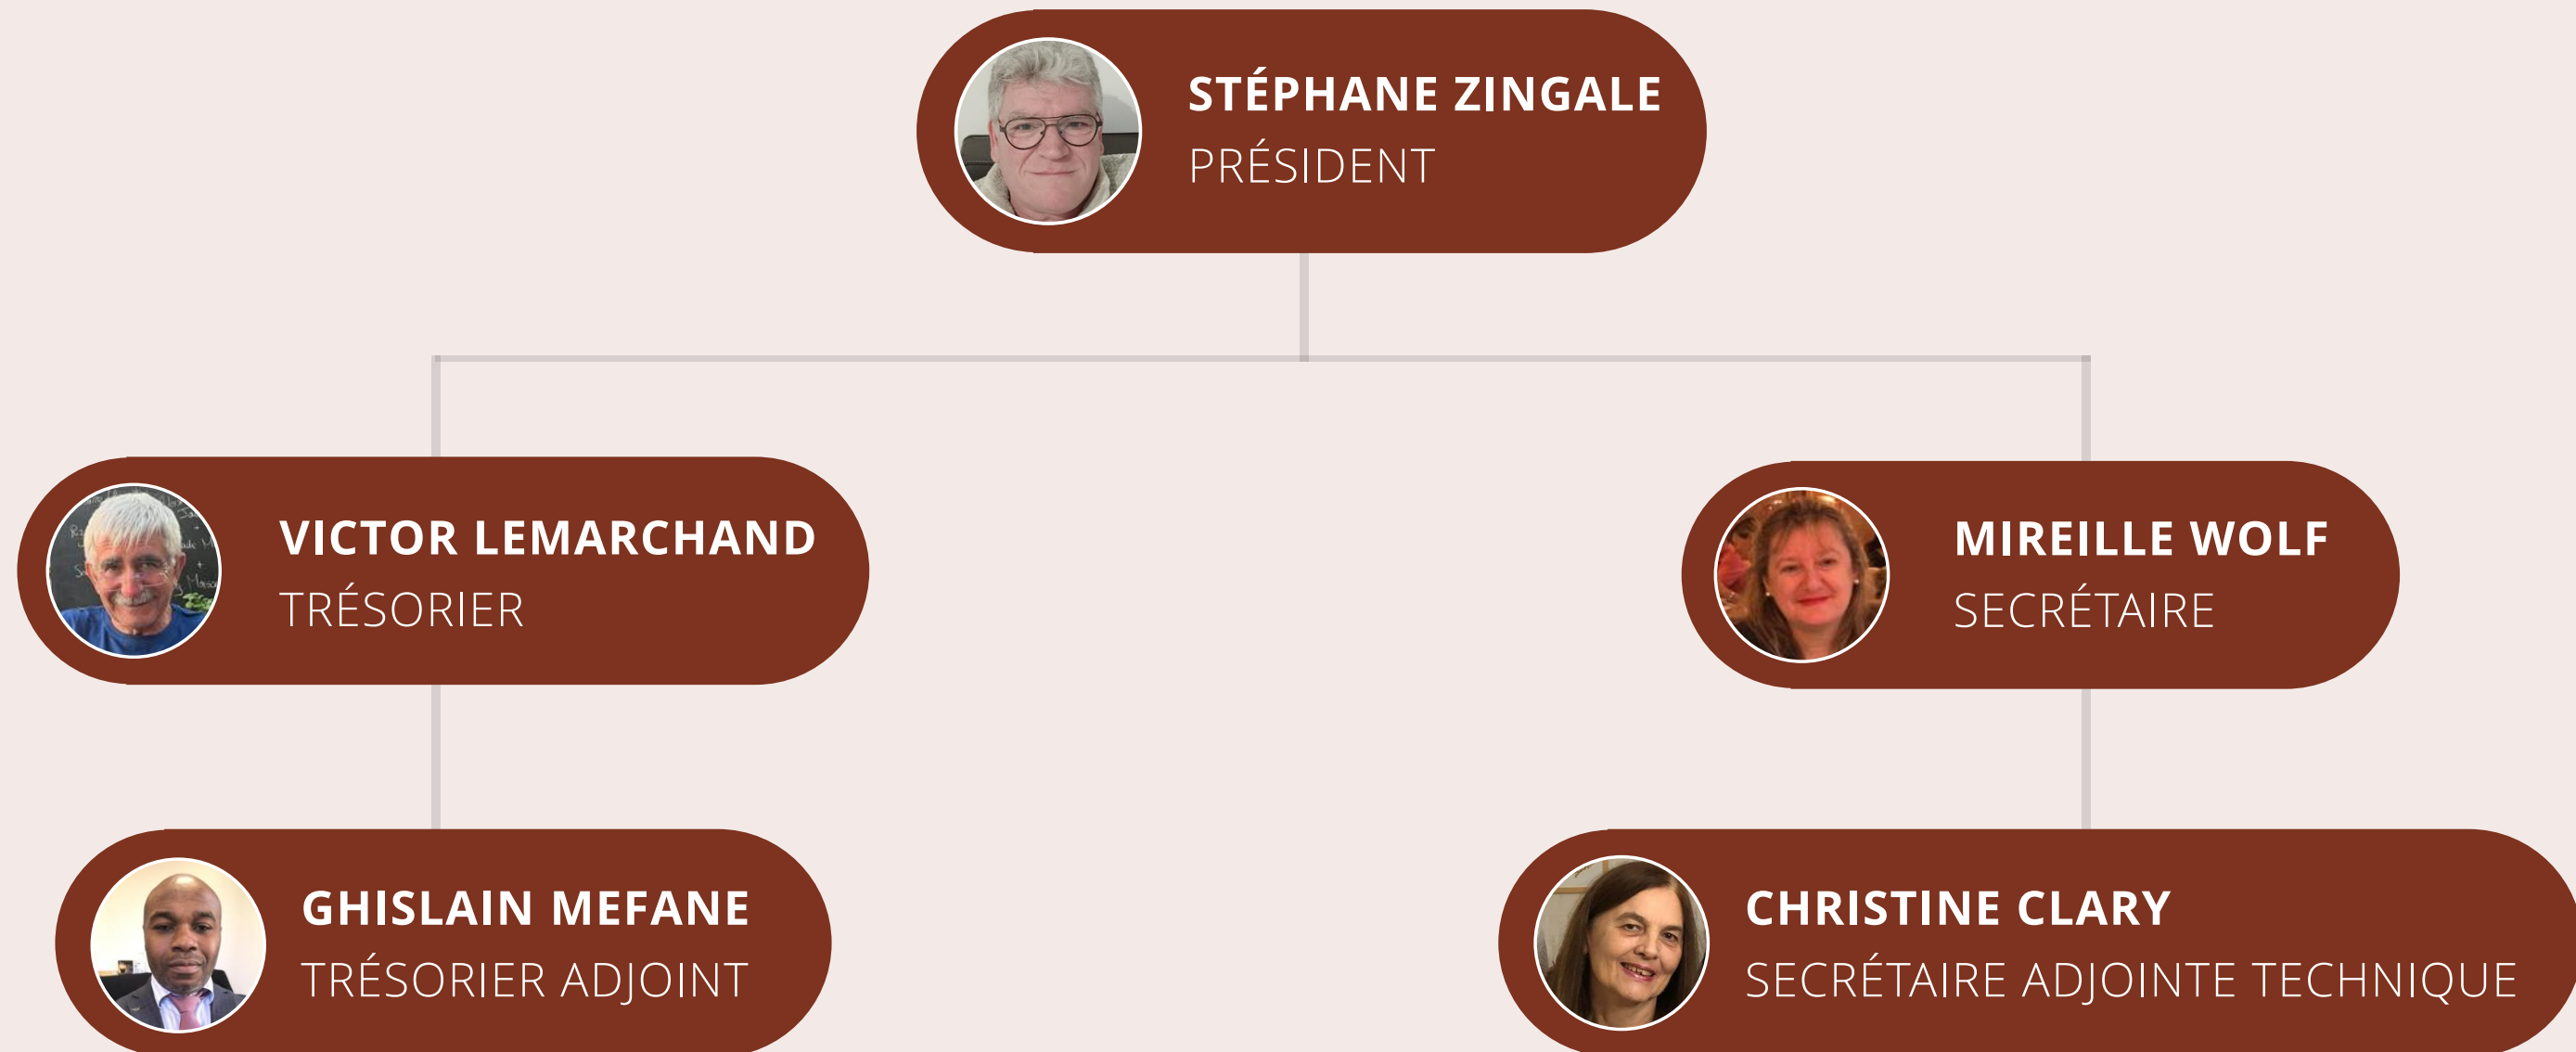 STÉPHANE ZINGALE
PRÉSIDENT
VICTOR LEMARCHAND
TRÉSORIER
MIREILLE WOLF
SECRÉTAIRE
GHISLAIN MEFANE
TRÉSORIER ADJOINT
CHRISTINE CLARY
SECRÉTAIRE ADJOINTE TECHNIQUE